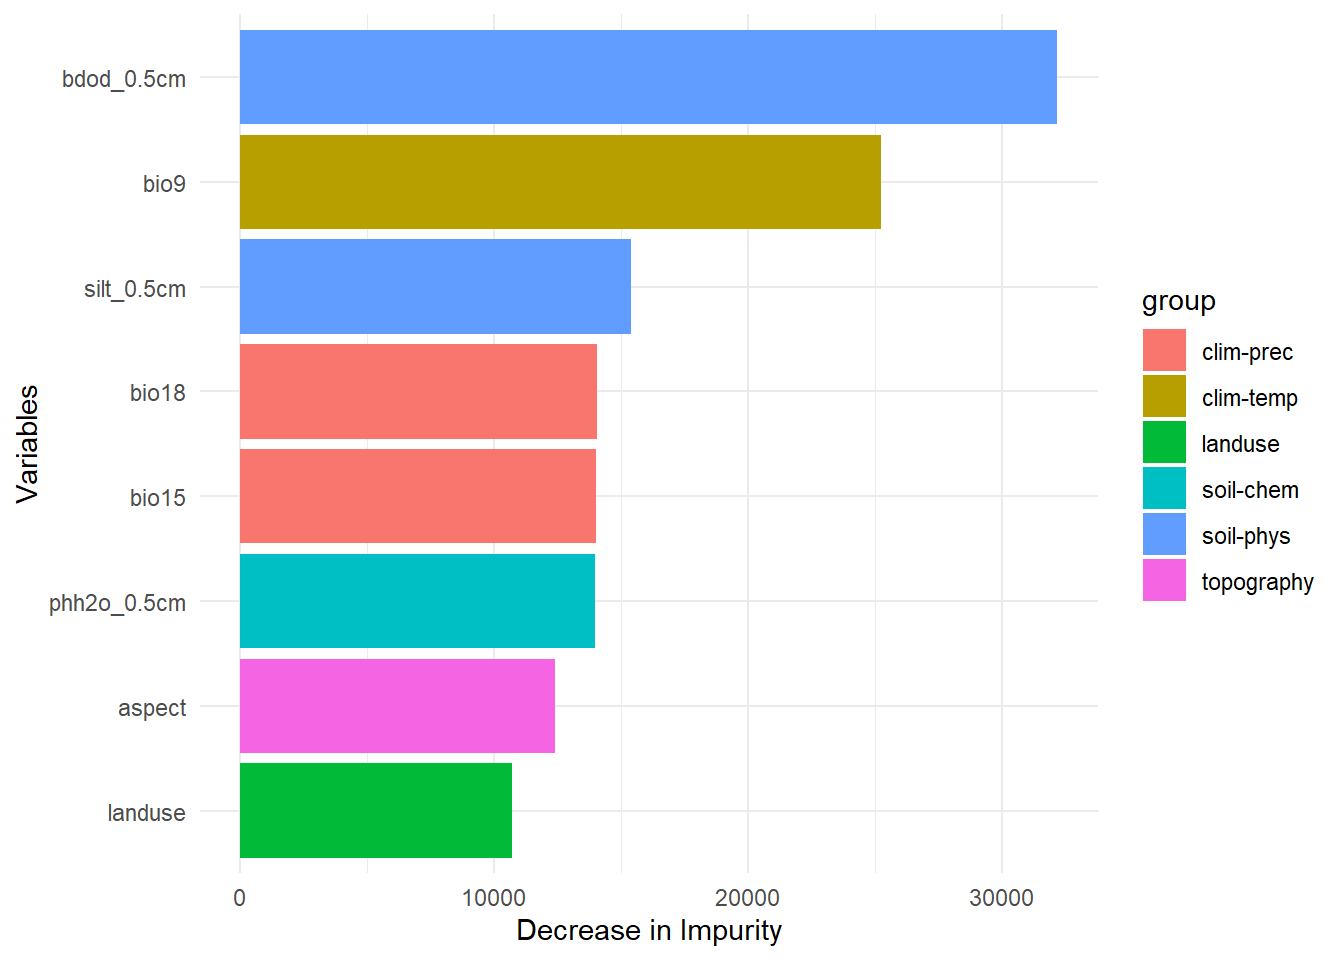 bdod_0.5cm
bio9
silt_0.5cm
bio18
bio15
phh2o_0.5cm
aspect
landuse
Variables
0 10000 20000 30000
Decrease in Impurity
group
clim-prec
clim-temp
landuse
soil-chem
soil-phys
topography